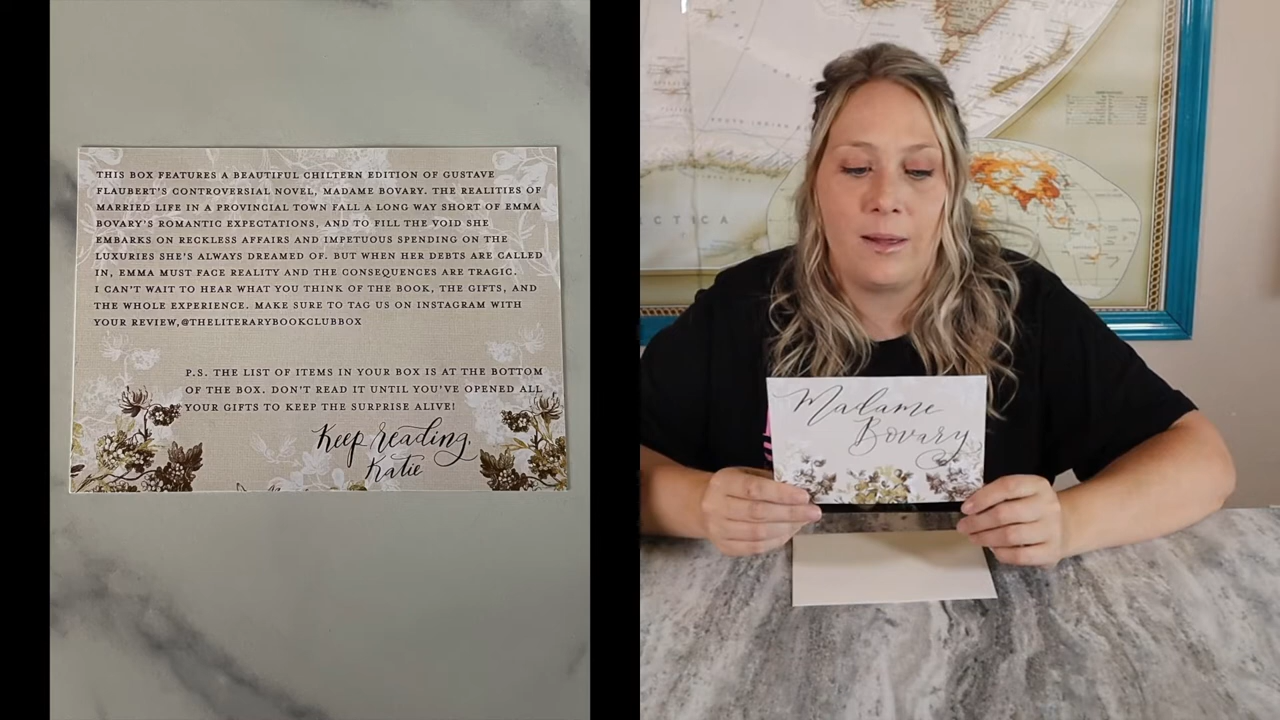 THIS BOX FEATURES A BEAUTIFUL CHILTERN EDITION OF GUSTAVE
FLAUBERT'S CONTROVERSIAL NOVEL, MADAME BOVARY. THE REALITIES OF
MARRIED LIFE IN A PROVINCIAL TOWN FALL A LONG WAY SHORT OF EMMA
BOVARY'S ROMANTIC EXPECTATIONS, AND TO FILL THE VOID SHE
EMBARKS ON RECKLESS AFFAIRS AND IMPETUOUS SPENDING ON THE
LUXURIES SHE'S ALWAYS DREAMED OF. BUT WHEN HER DEBTS ARE CALLED
IN, EMMA MUST FACE REALITY AND THE CONSEQUENCES ARE TRAGIC.
I CAN'T WAIT TO HEAR WHAT YOU THINK OF THE BOOK, THE GIFTS, AND
THE WHOLE EXPERIENCE. MAKE SURE TO TAG US ON INSTAGRAM WITH
YOUR REVIEW,@THELITERARYBOOKCLUBBOX
P.S. THE LIST OF ITEMS IN YOUR BOX IS AT THE BOTTOM
OF THE BOX. DON'T READ IT UNTIL YOU'VE OPENED ALL
YOUR GIFTS TO KEEP THE SURPRISE ALIVE!
Keep reading,
Katie
Madame
Bovary
SOUTH INDIAN